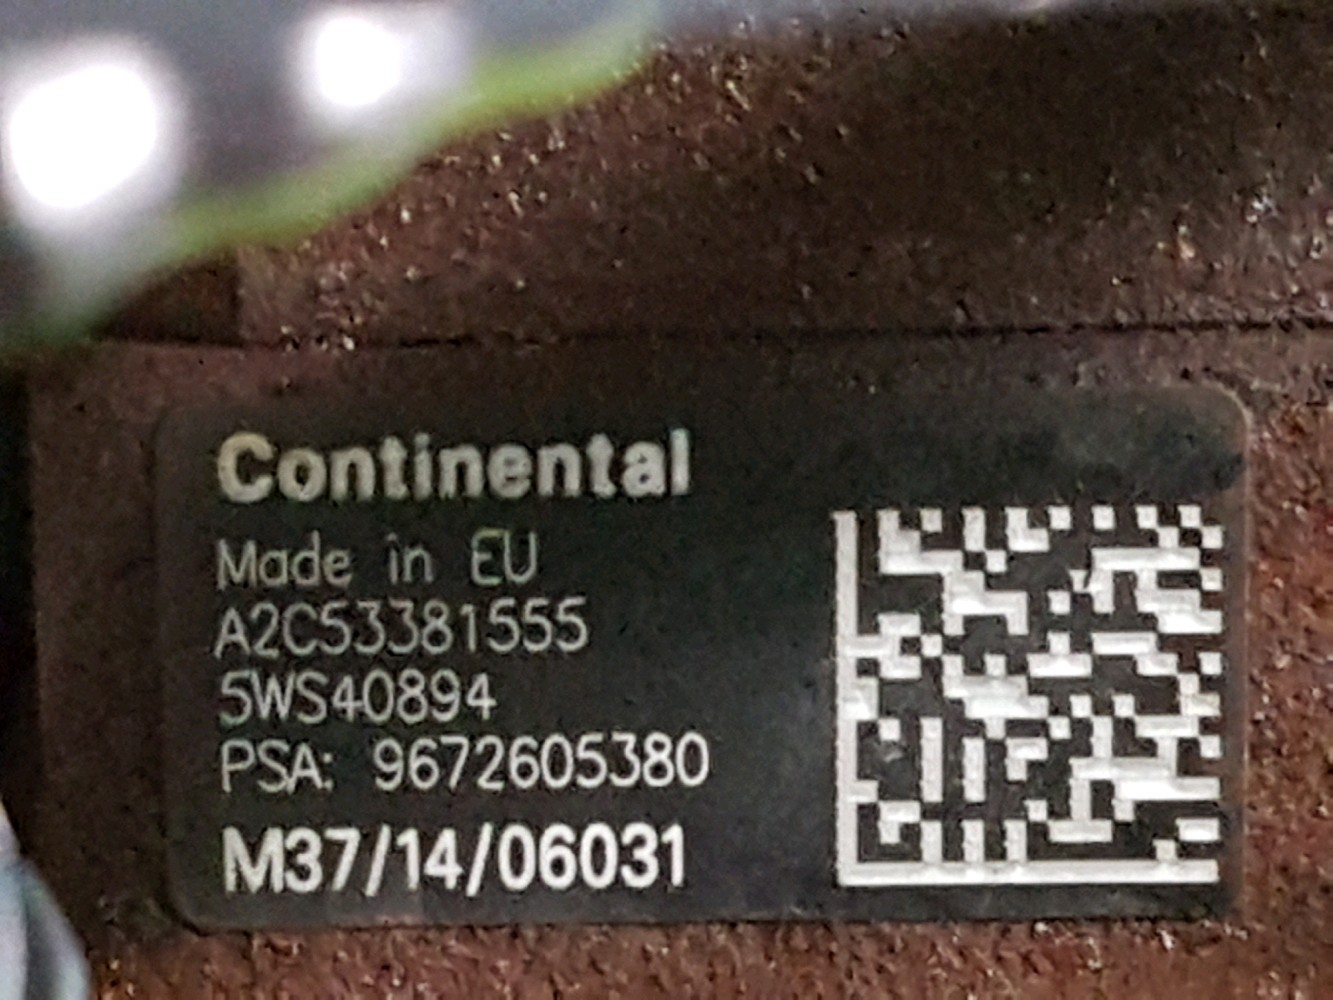 Continental
Made in EU
A2C53381555
5WS40894
PSA: 9672605380
M37/14/06031